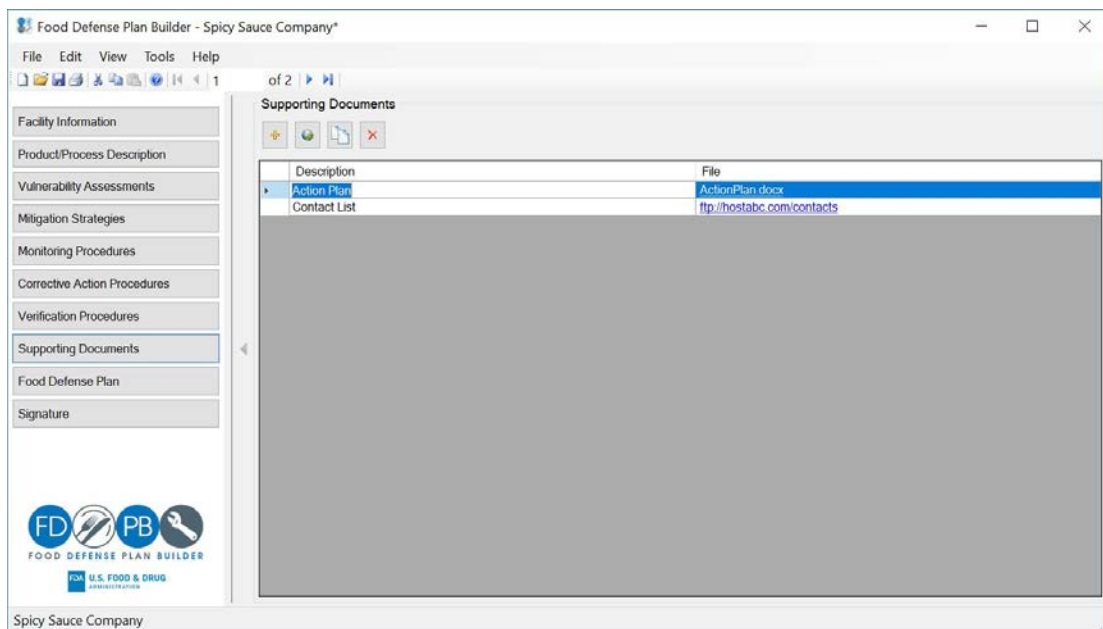 Food Defense Plan Builder - Spicy Sauce Company*
File Edit View Tools Help
1 of 2
Facility Information
Product/Process Description
Vulnerability Assessments
Mitigation Strategies
Monitoring Procedures
Corrective Action Procedures
Verification Procedures
Supporting Documents
Food Defense Plan
Signature
Supporting Documents
Description File
Action Plan ActionPlan.docx
Contact List ftp://hostabc.com/contacts
FD PB
FOOD DEFENSE PLAN BUILDER
FDA U.S. FOOD & DRUG
ADMINISTRATION
Spicy Sauce Company